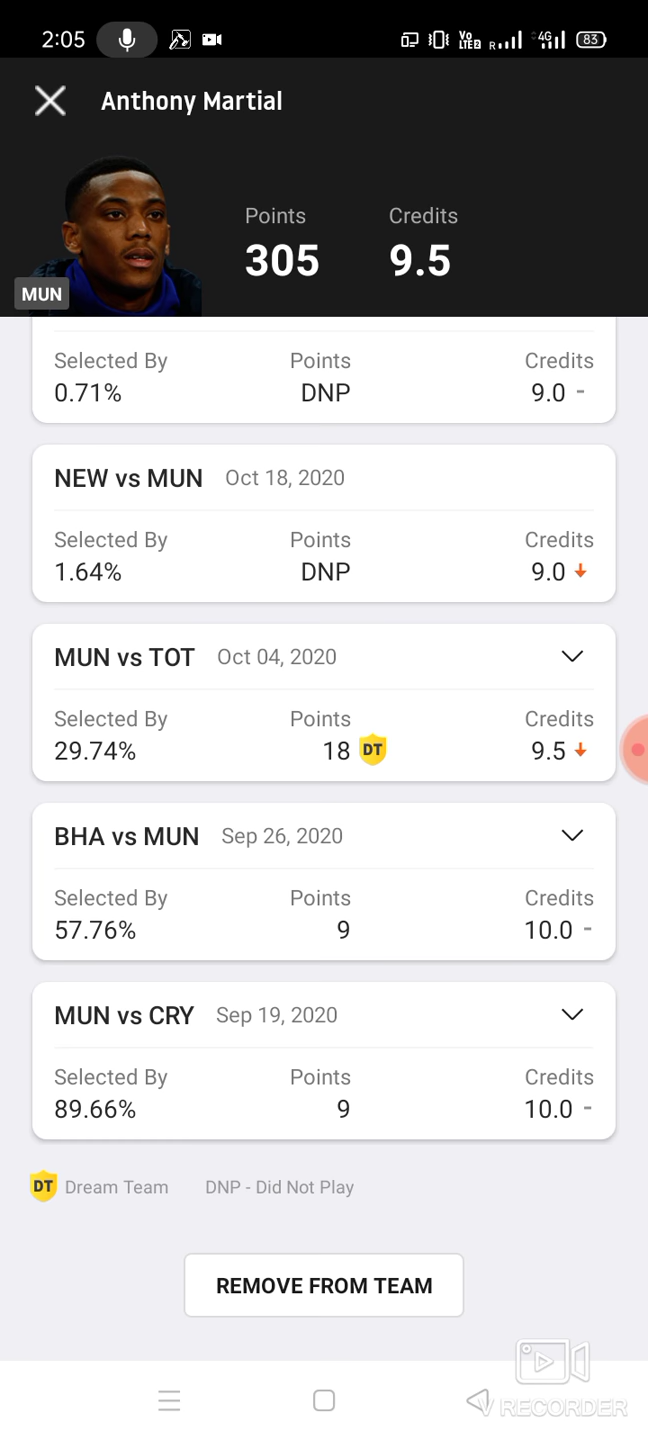 2:05 Vo LTE2 R 4G 83
Anthony Martial
Points Credits
305 9.5
MUN
Selected By Points Credits
0.71% DNP 9.0 -
NEW vs MUN Oct 18, 2020
Selected By Points Credits
1.64% DNP 9.0
MUN vs TOT Oct 04, 2020
Selected By Points Credits
29.74% 18 DT 9.5
BHA vs MUN Sep 26, 2020
Selected By Points Credits
57.76% 9 10.0 -
MUN vs CRY Sep 19, 2020
Selected By Points Credits
89.66% 9 10.0 -
DT Dream Team DNP - Did Not Play
REMOVE FROM TEAM
V RECORDER